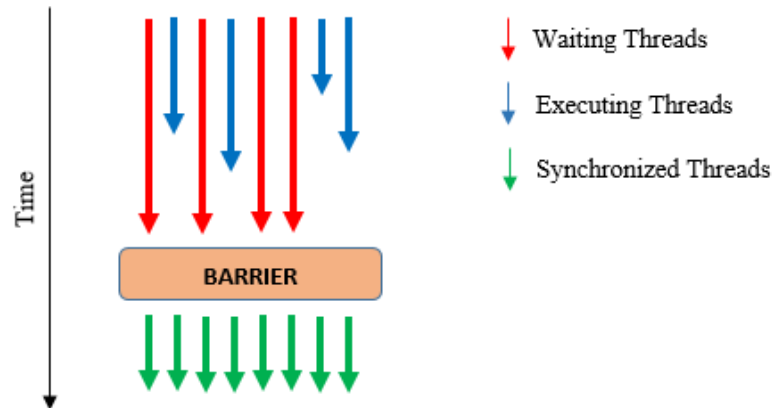 Waiting Threads
Executing Threads
Synchronized Threads
Time
BARRIER